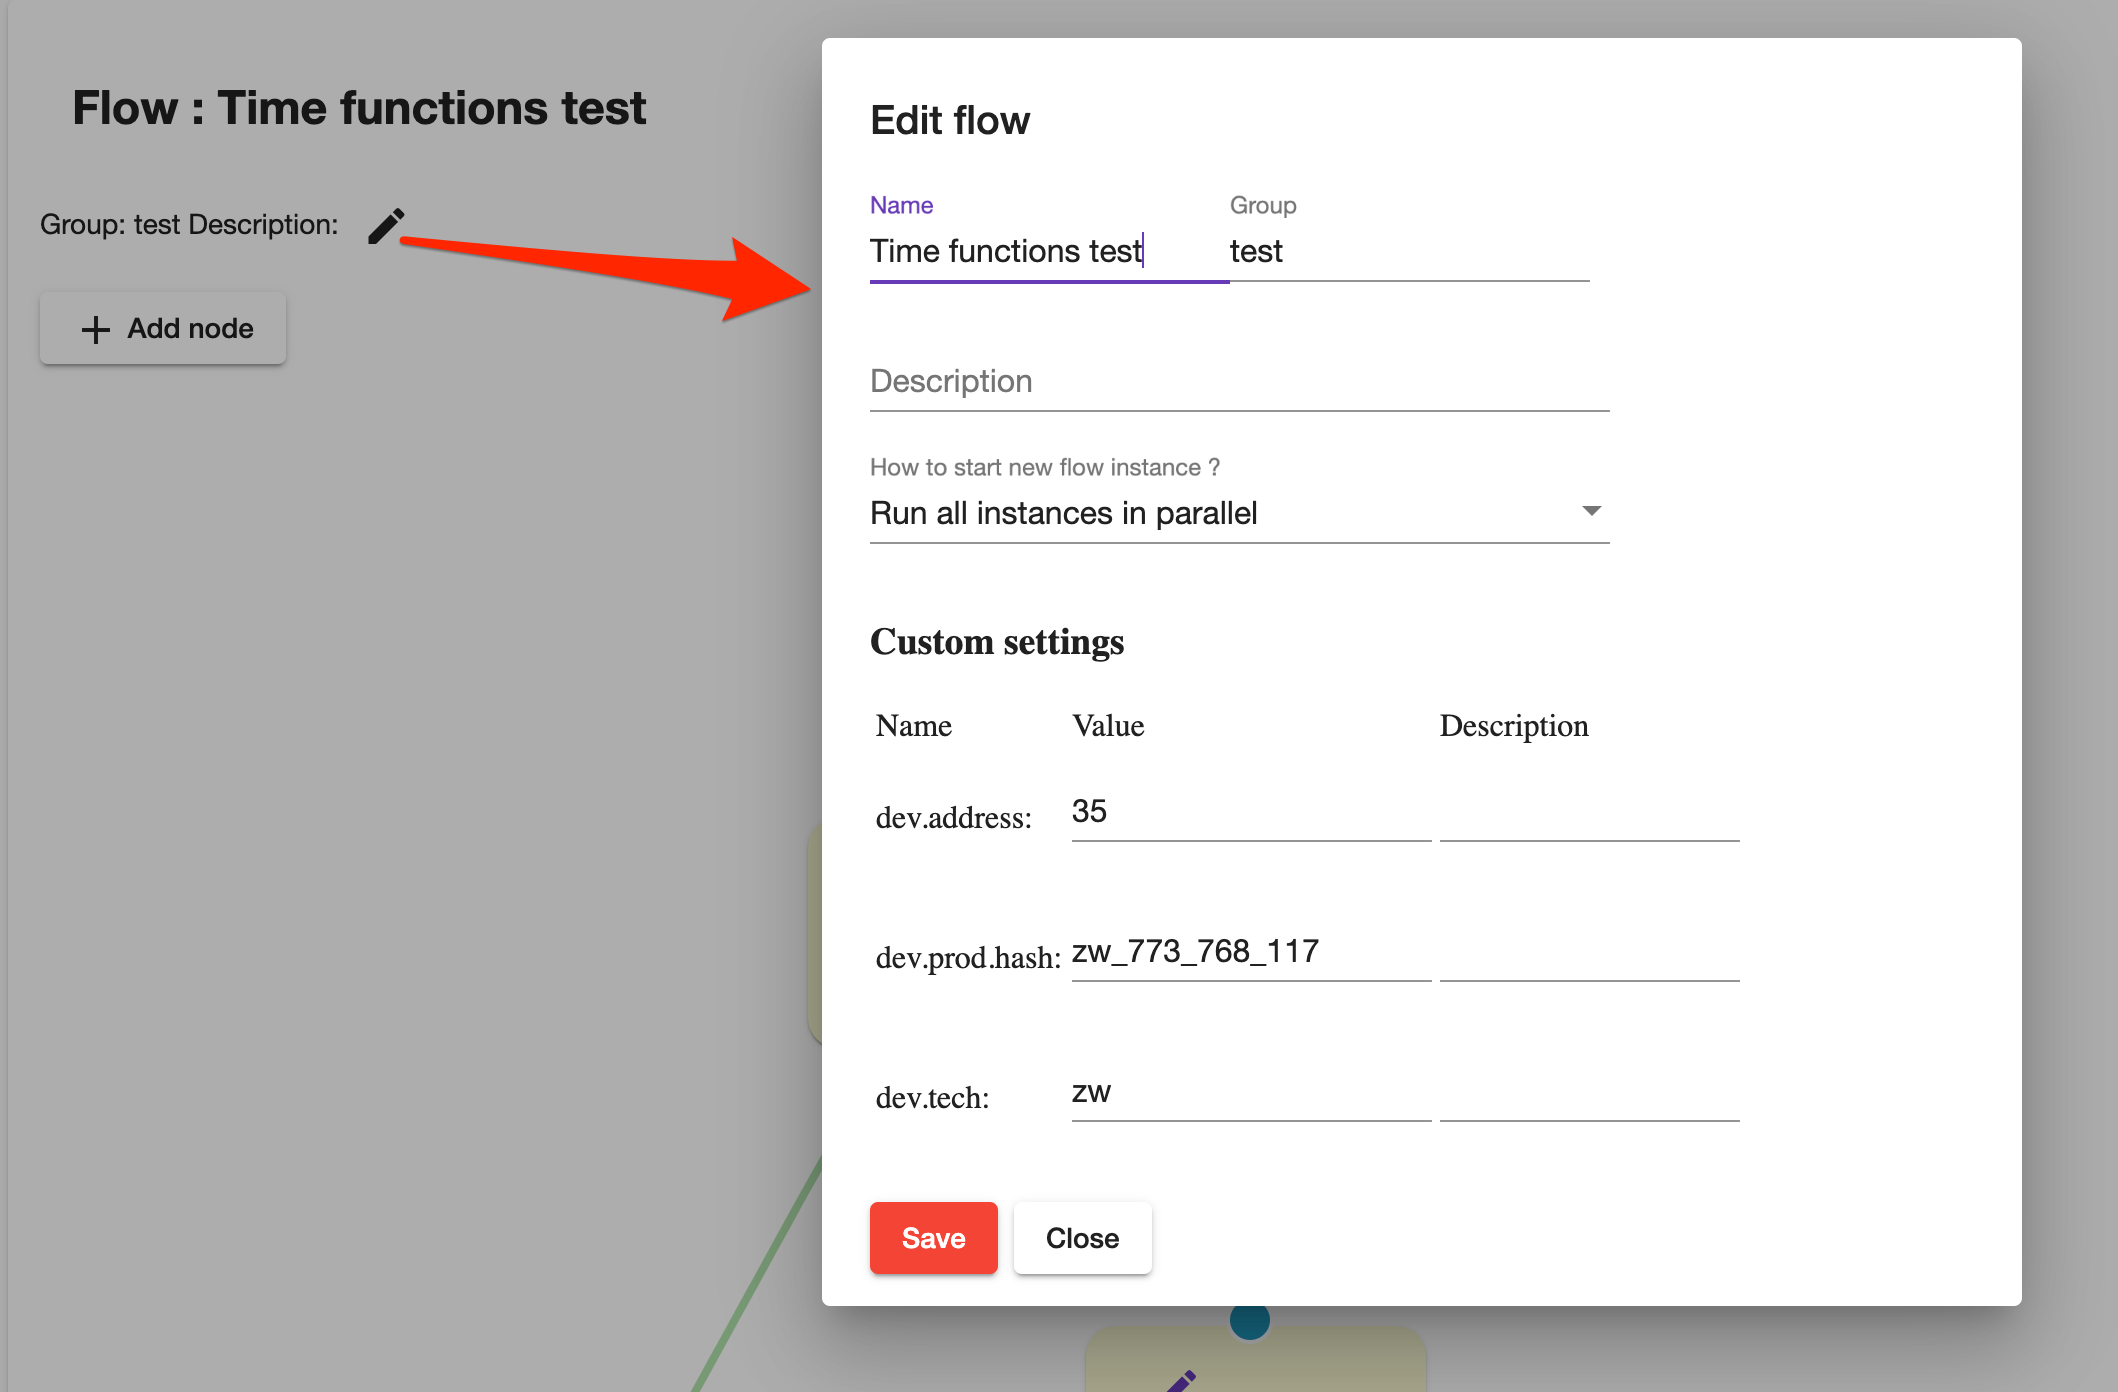 Flow : Time functions test
Group: test Description:
Add node
Edit flow
Name Group
Time functions test test
Description
How to start new flow instance ?
Run all instances in parallel
Custom settings
Name Value Description
dev.address: 35
dev.prod.hash: zw_773_768_117
dev.tech: zw
Save Close